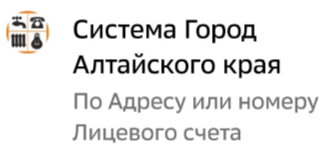 Система Город
Алтайского края
По Адресу или номеру
Лицевого счета